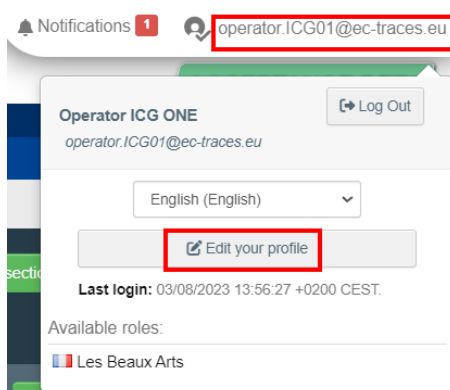 Notifications 1 operator.ICG01@ec-traces.eu
Operator ICG ONE
Log Out
operator.ICG01@ec-traces.eu
English (English)
Edit your profile
Last login: 03/08/2023 13:56:27 +0200 CEST.
Available roles:
Les Beaux Arts